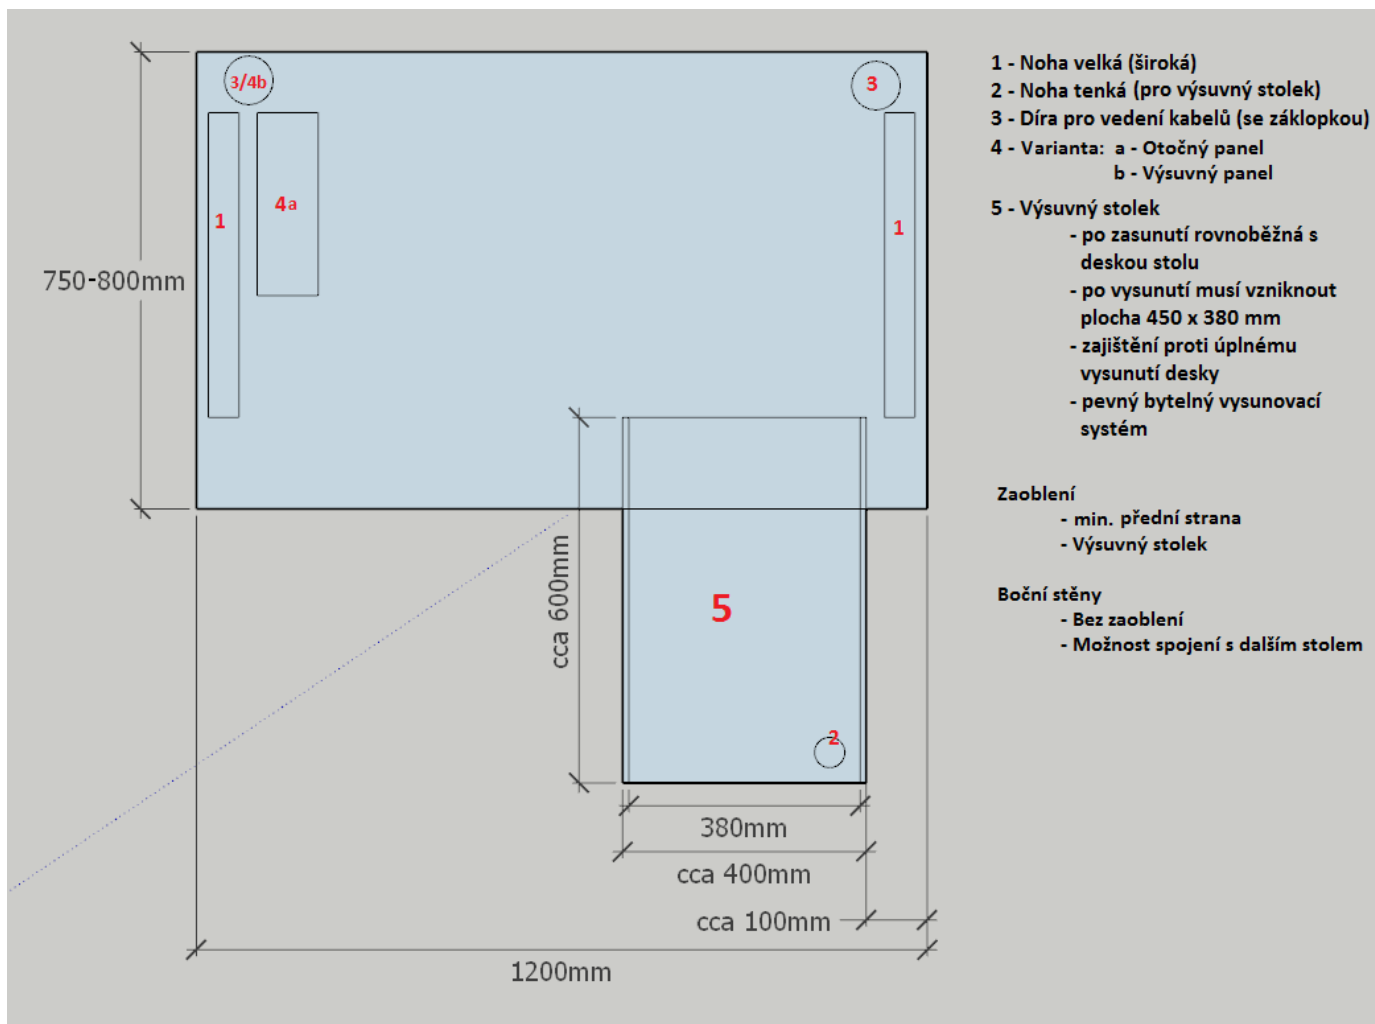 3/4b
3
1 - Noha velká (široká)
2 - Noha tenká (pro výsuvný stolek)
3 - Díra pro vedení kabelů (se záklopkou)
4 - Varianta: a - Otočný panel
b - Výsuvný panel
5 - Výsuvný stolek
- po zasunutí rovnoběžná s
deskou stolu
- po vysunutí musí vzniknout
plocha 450 x 380 mm
- zajištění proti úplnému
vysunutí desky
- pevný bytelný vysunovací
systém
Zaoblení
- min. přední strana
- Výsuvný stolek
Boční stěny
- Bez zaoblení
- Možnost spojení s dalším stolem
1
4a
1
750-800mm
cca 600mm
5
2
380mm
cca 400mm
cca 100mm
1200mm